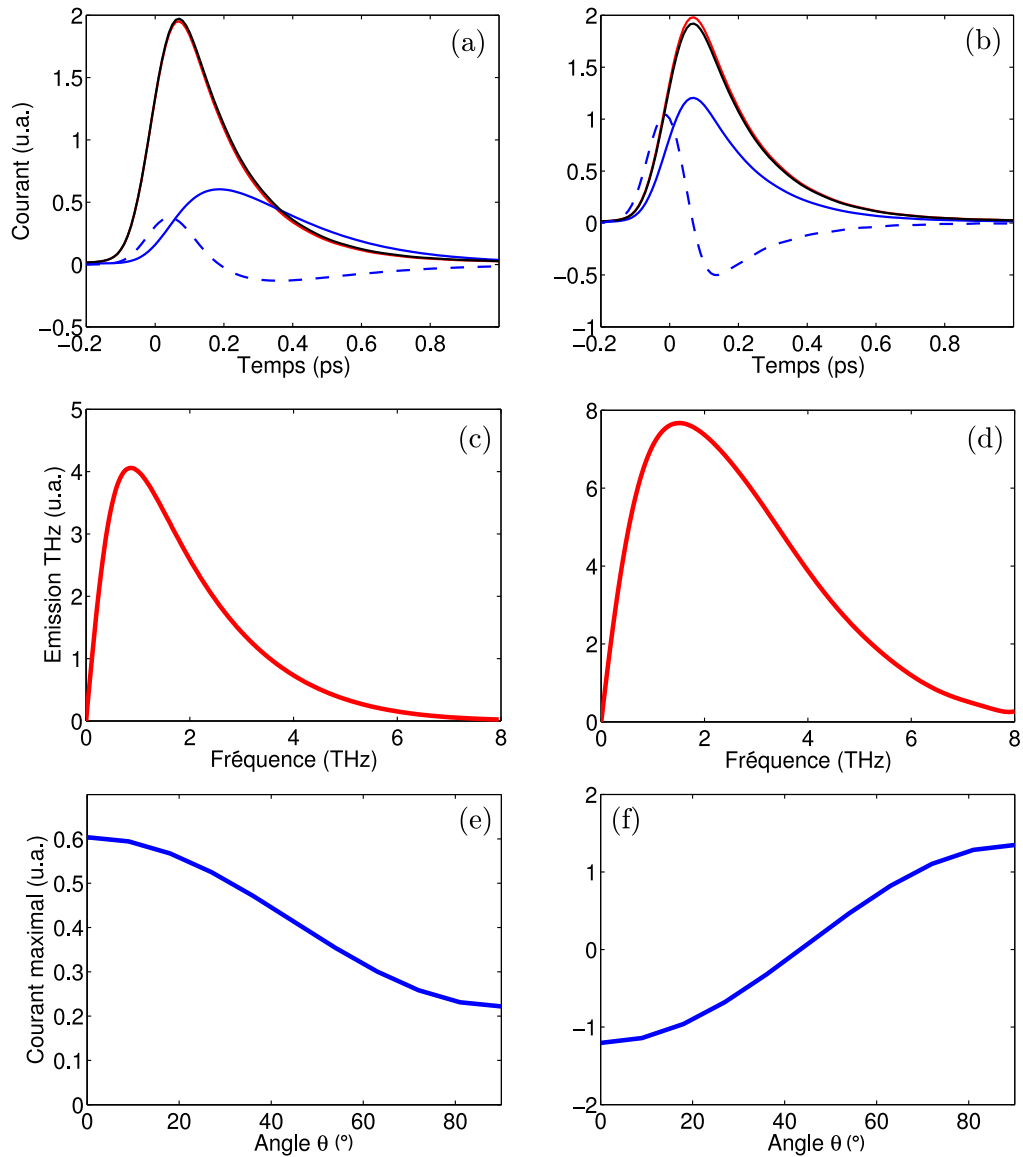 (a)
Courant (u.a.)
2
1.5
1
0.5
0
−0.5
−0.2 0 0.2 0.4 0.6 0.8
Temps (ps)
(b)
2
1.5
1
0.5
0
−0.5
−1
−0.2 0 0.2 0.4 0.6 0.8
Temps (ps)
(c)
Emission THz (u.a.)
5
4
3
2
1
0
0 2 4 6 8
Fréquence (THz)
(d)
8
6
4
2
0
0 2 4 6 8
Fréquence (THz)
(e)
Courant maximal (u.a.)
0.6
0.5
0.4
0.3
0.2
0.1
0
0 20 40 60 80
Angle θ (°)
(f)
2
1
0
−1
−2
0 20 40 60 80
Angle θ (°)